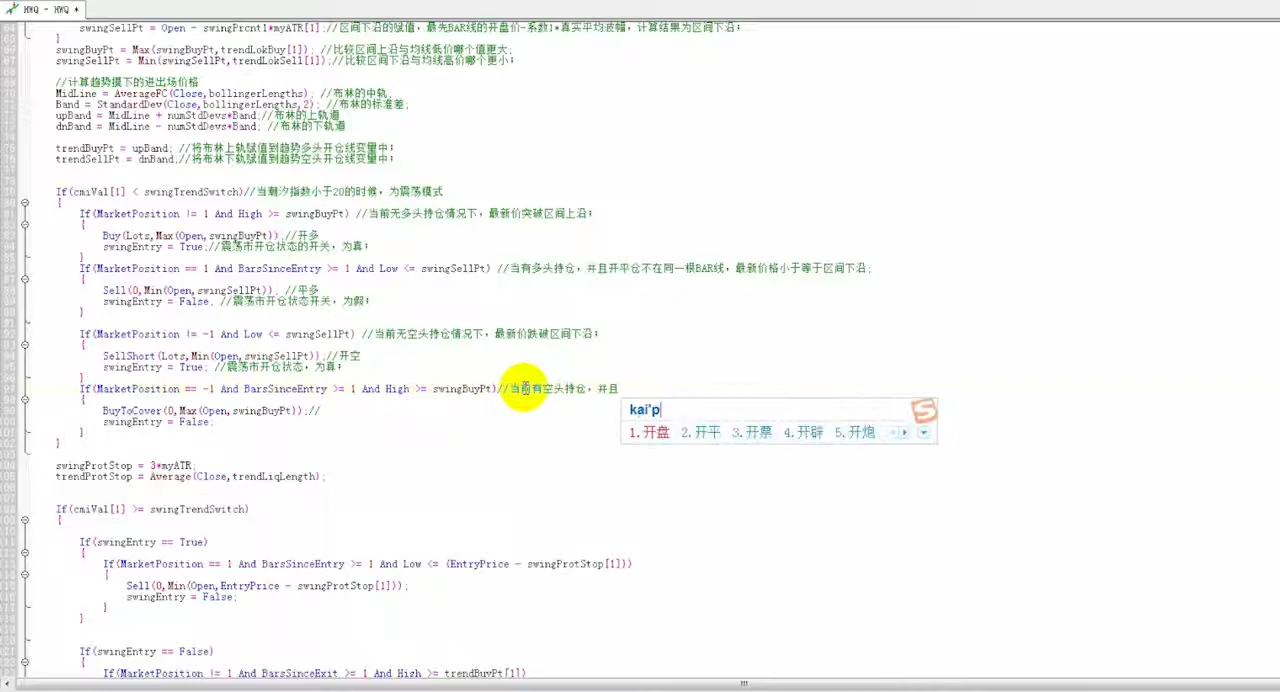 HWQ - HWQ *
swingSellPt = Open - swingPrcnt1*myATR[1];//区间下沿的赋值，最先BAR线的开盘价-系数1*真实平均波幅，计算结果为区间下沿；
}
swingBuyPt = Max(swingBuyPt,trendLokBuy[1]); //比较区间上沿与均线低价哪个值更大；
swingSellPt = Min(swingSellPt,trendLokSell[1]);//比较区间下沿与均线高价哪个更小；
//计算趋势摸下的进出场价格
MidLine = AverageFC(Close,bollingerLengths); //布林的中轨；
Band = StandardDev(Close,bollingerLengths,2); //布林的标准差；
upBand = MidLine + numStdDevs*Band;//布林的上轨道
dnBand = MidLine - numStdDevs*Band; //布林的下轨道
trendBuyPt = upBand; //将布林上轨赋值到趋势多头开仓线变量中；
trendSellPt = dnBand;//将布林下轨赋值到趋势空头开仓线变量中；
If(cmiVal[1] < swingTrendSwitch)//当潮汐指数小于20的时候，为震荡模式
{
If(MarketPosition != 1 And High >= swingBuyPt) //当前无多头持仓情况下，最新价突破区间上沿；
{
Buy(Lots,Max(Open,swingBuyPt));//开多
swingEntry = True;//震荡市开仓状态的开关，为真；
}
If(MarketPosition == 1 And BarsSinceEntry >= 1 And Low <= swingSellPt) //当有多头持仓，并且开平仓不在同一根BAR线，最新价格小于等于区间下沿；
{
Sell(0,Min(Open,swingSellPt)); //平多
swingEntry = False; //震荡市开仓状态开关，为假；
}
If(MarketPosition != -1 And Low <= swingSellPt) //当前无空头持仓情况下，最新价跌破区间下沿；
{
SellShort(Lots,Min(Open,swingSellPt));//开空
swingEntry = True; //震荡市开仓状态，为真；
}
If(MarketPosition == -1 And BarsSinceEntry >= 1 And High >= swingBuyPt)//当前有空头持仓，并且
{
kai'p
BuyToCover(0,Max(Open,swingBuyPt));//
swingEntry = False;
1.开盘 2.开平 3.开票 4.开辟 5.开炮
}
}
swingProtStop = 3*myATR;
trendProtStop = Average(Close,trendLiqLength);
If(cmiVal[1] >= swingTrendSwitch)
{
If(swingEntry == True)
{
If(MarketPosition == 1 And BarsSinceEntry >= 1 And Low <= (EntryPrice - swingProtStop[1]))
{
Sell(0,Min(Open,EntryPrice - swingProtStop[1]));
swingEntry = False;
}
}
If(swingEntry == False)
{
If(MarketPosition != 1 And BarsSinceExit >= 1 And High >= trendBuyPt[1])